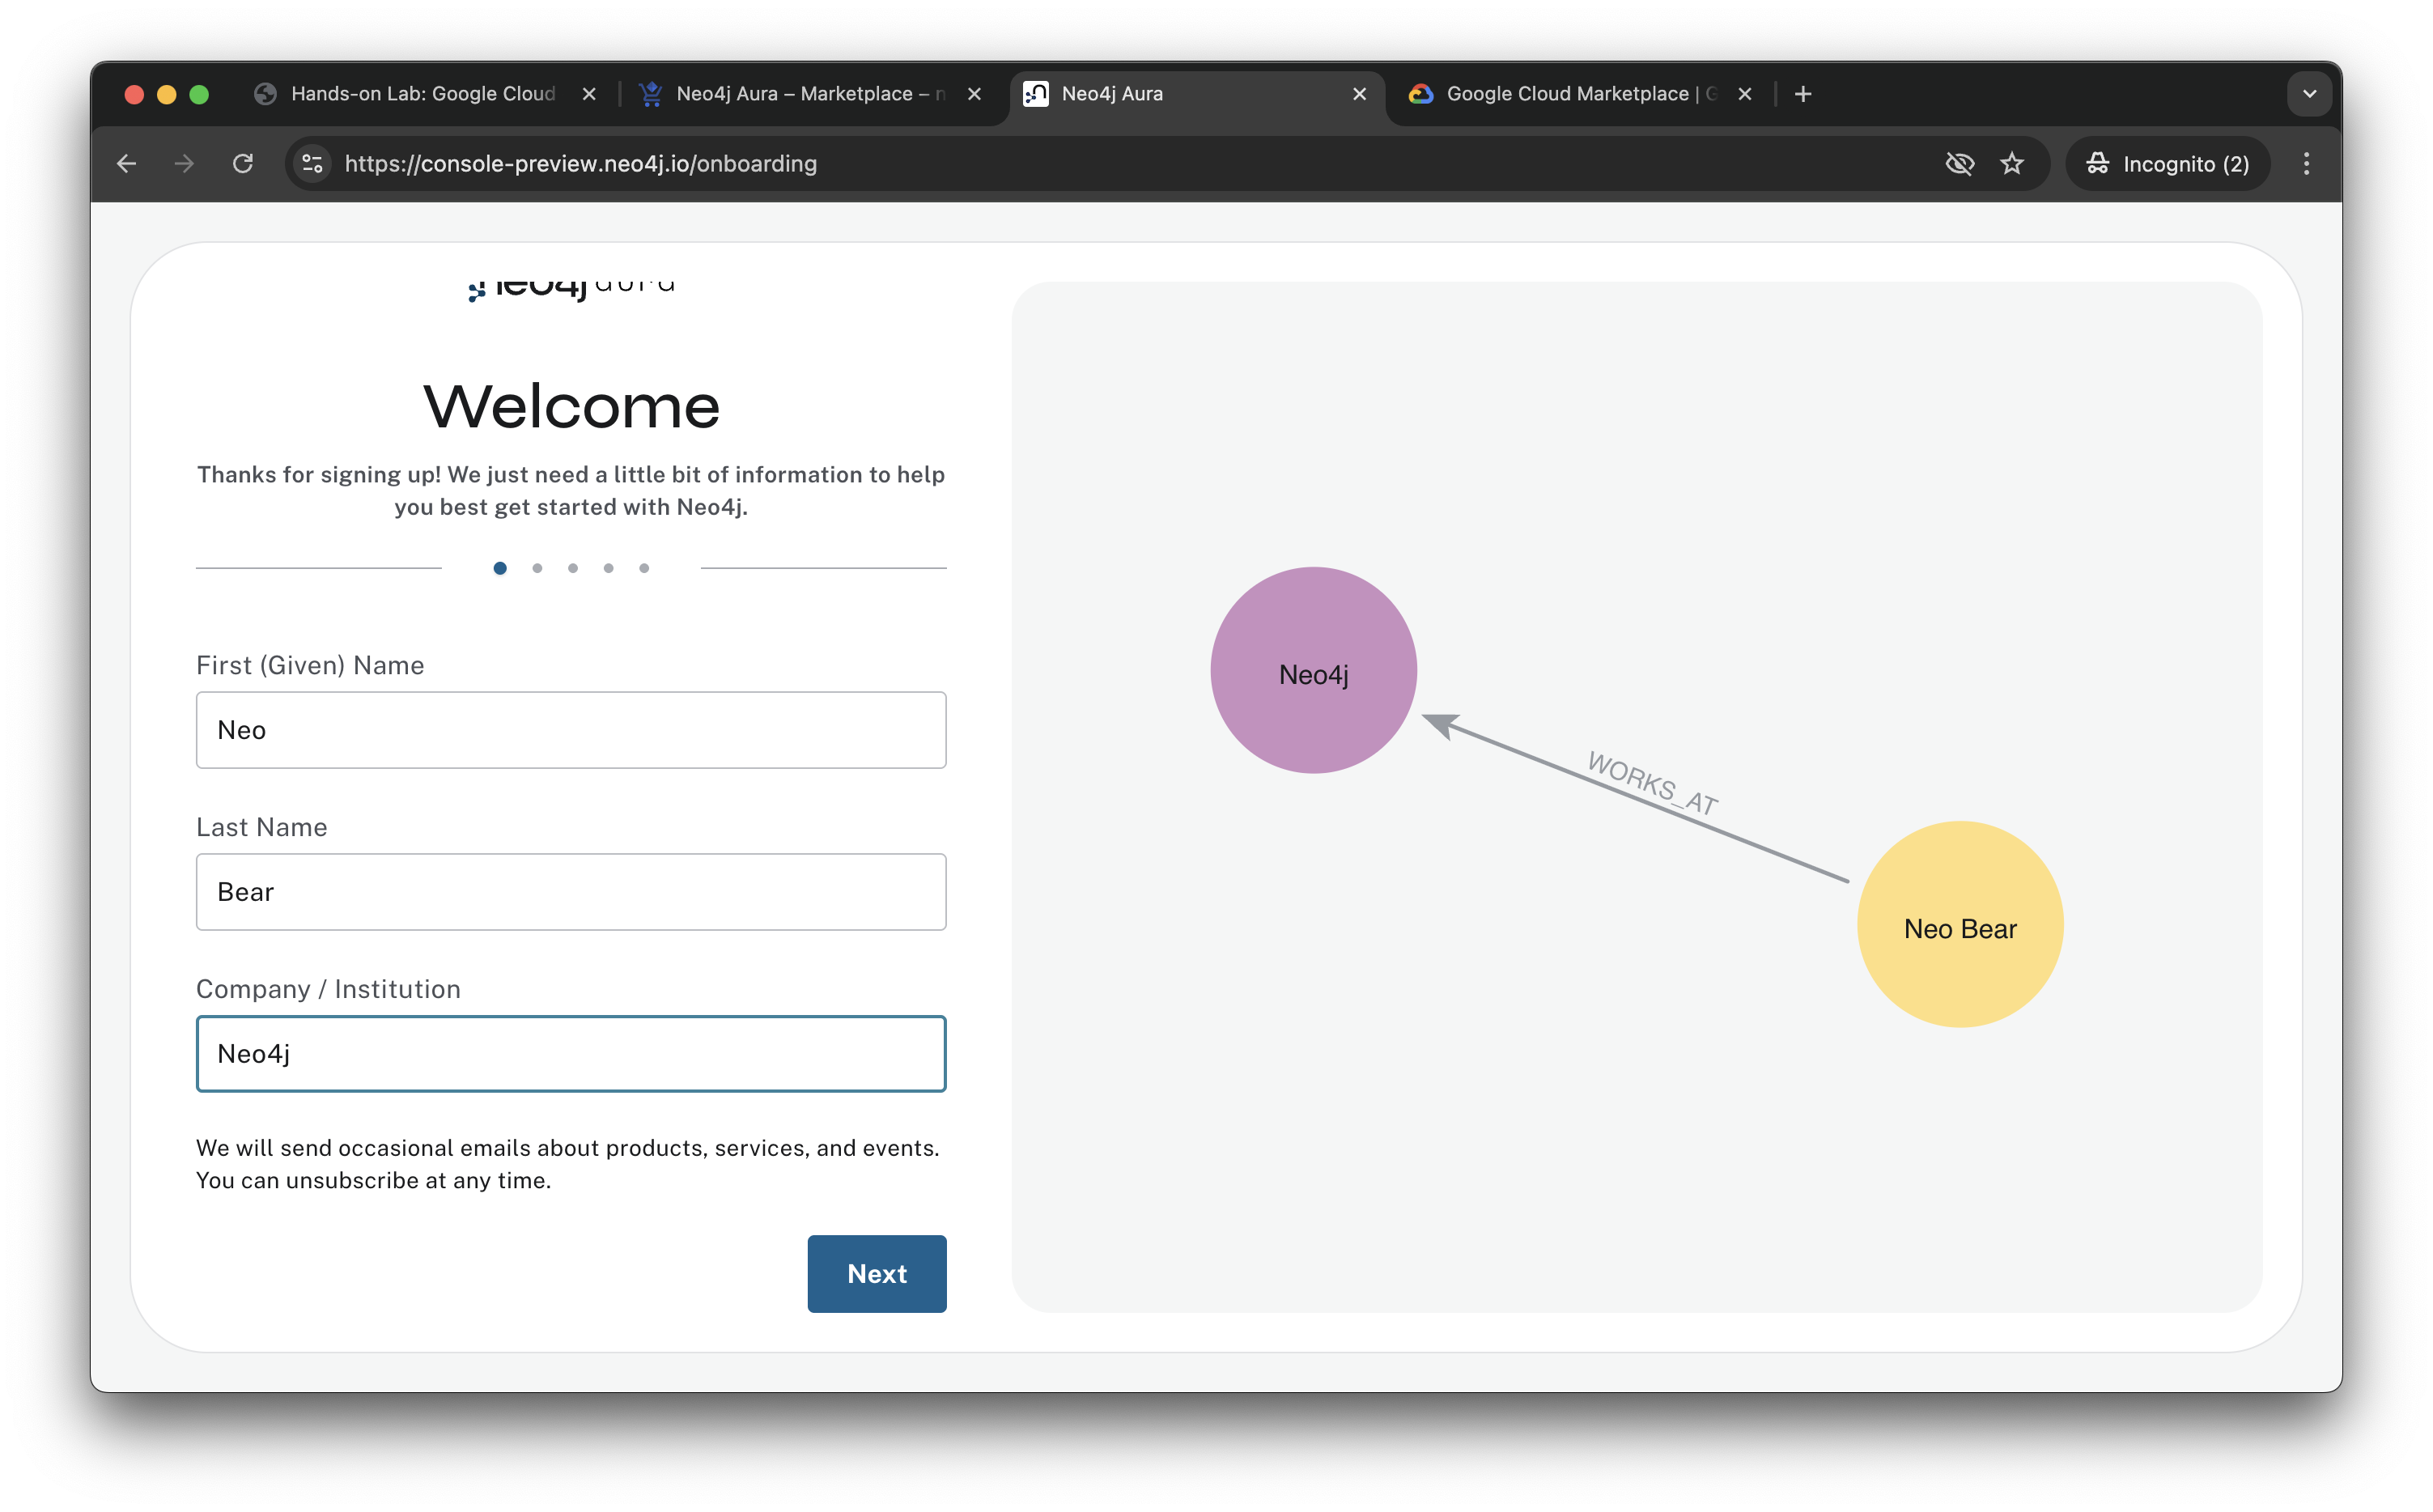 Hands-on Lab: Google Cloud
Neo4j Aura – Marketplace –
Neo4j Aura
Google Cloud Marketplace |
https://console-preview.neo4j.io/onboarding
Incognito (2)
neo4j aura
Welcome
Thanks for signing up! We just need a little bit of information to help
you best get started with Neo4j.
First (Given) Name
Neo
Last Name
Bear
Company / Institution
Neo4j
We will send occasional emails about products, services, and events.
You can unsubscribe at any time.
Next
Neo4j
WORKS_AT
Neo Bear